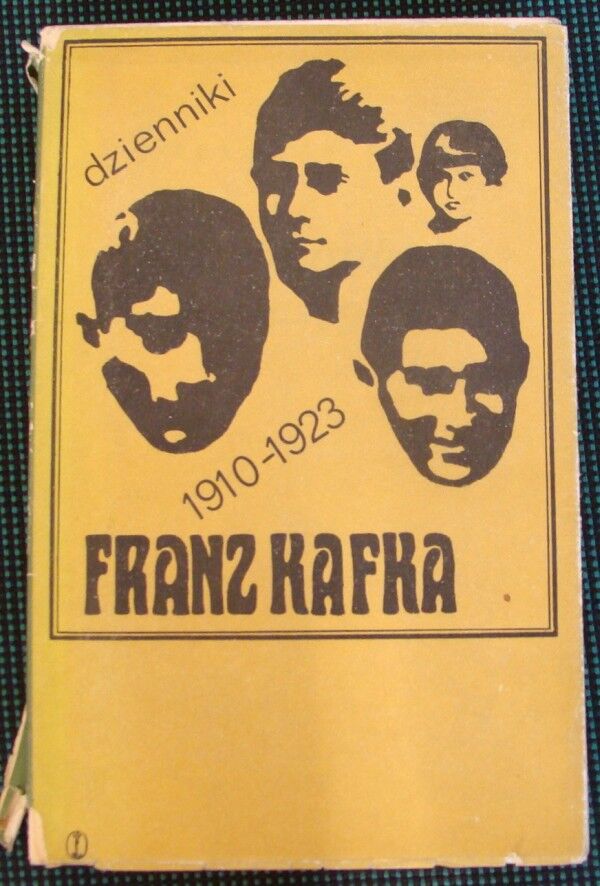 dzienniki
1910-1923
FRANZ KAFKA